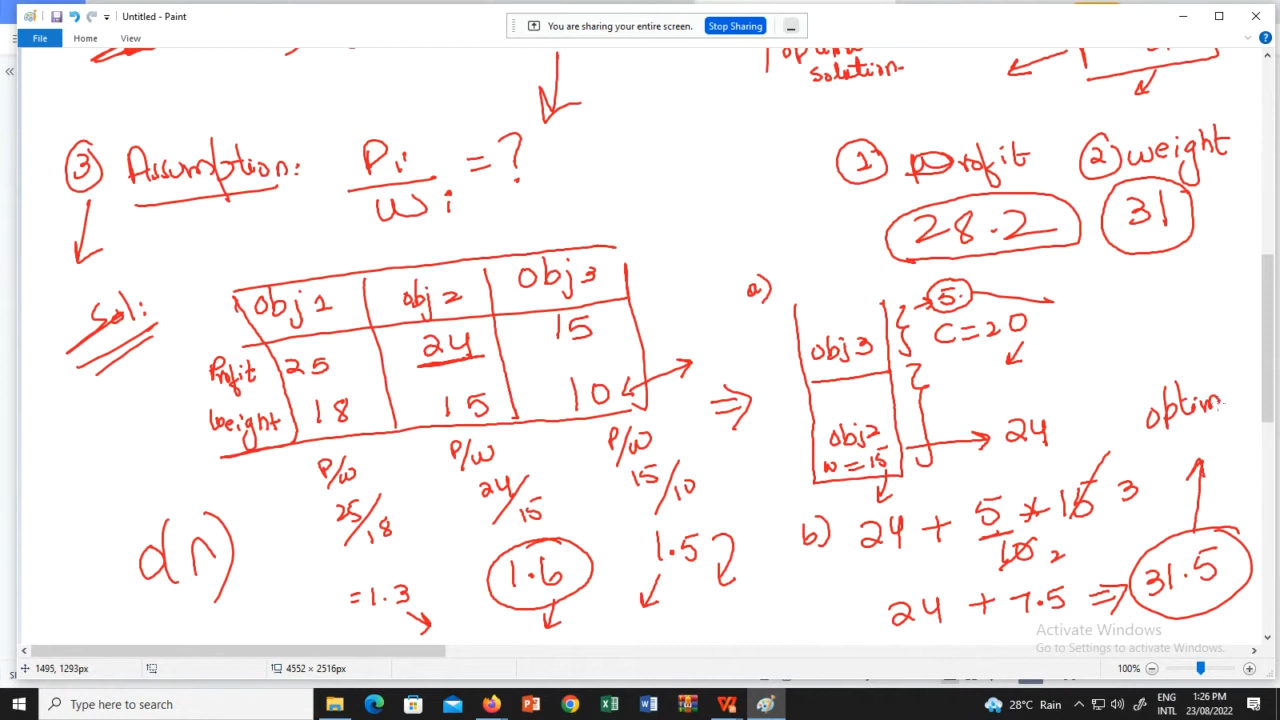 Untitled - Paint
You are sharing your entire screen.
Stop Sharing
File Home View
solution.
③ Assumption: Pi / Wi = ?
① Profit ② weight
28.2 31
Sol:
obj 1 obj 2 obj 3
Profit 25 24 15
weight 18 15 10
P/W P/W P/W
25/18 24/15 15/10
= 1.3 1.6 1.5
a)
obj 3
5.
C = 20
obj2
w = 15
24
optim
b) 24 + 5/10 * 15 3
2
24 + 7.5 ⇒ 31.5
Activate Windows
Go to Settings to activate Windows.
1495, 1293px
4552 × 2516px
100%
Type here to search
28°C Rain
ENG
INTL
1:26 PM
23/08/2022